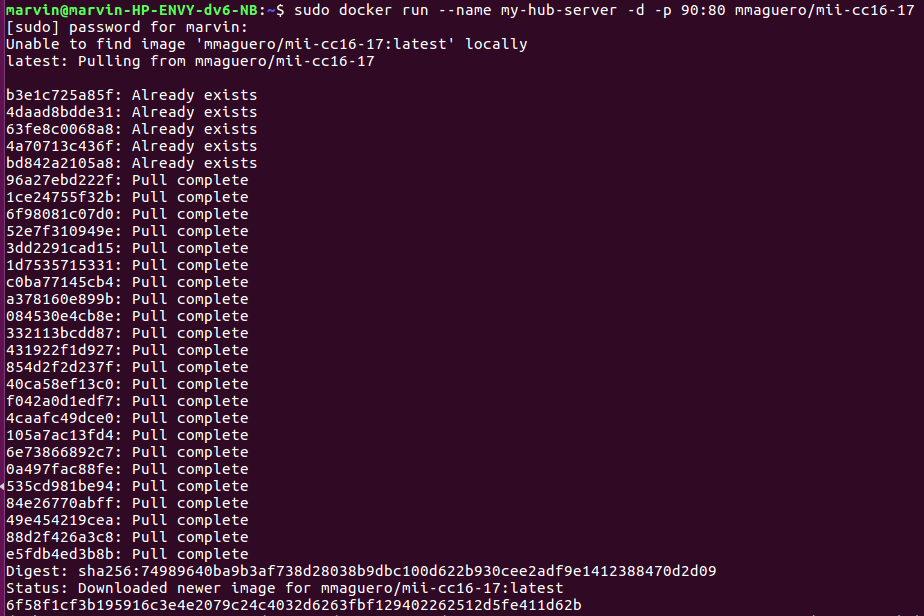 marvin@marvin-HP-ENVY-dv6-NB:~$ sudo docker run --name my-hub-server -d -p 90:80 mmaguero/mii-cc16-17
[sudo] password for marvin:
Unable to find image 'mmaguero/mii-cc16-17:latest' locally
latest: Pulling from mmaguero/mii-cc16-17
b3e1c725a85f: Already exists
4daad8bdde31: Already exists
63fe8c0068a8: Already exists
4a70713c436f: Already exists
bd842a2105a8: Already exists
96a27ebd222f: Pull complete
1ce24755f32b: Pull complete
6f98081c07d0: Pull complete
52e7f310949e: Pull complete
3dd2291cad15: Pull complete
1d7535715331: Pull complete
c0ba77145cb4: Pull complete
a378160e899b: Pull complete
084530e4cb8e: Pull complete
332113bcdd87: Pull complete
431922f1d927: Pull complete
854d2f2d237f: Pull complete
40ca58ef13c0: Pull complete
f042a0d1edf7: Pull complete
4caafc49dce0: Pull complete
105a7ac13fd4: Pull complete
6e73866892c7: Pull complete
0a497fac88fe: Pull complete
535cd981be94: Pull complete
84e26770abff: Pull complete
49e454219cea: Pull complete
88d2f426a3c8: Pull complete
e5fdb4ed3b8b: Pull complete
Digest: sha256:74989640ba9b3af738d28038b9dbc100d622b930cee2adf9e1412388470d2d09
Status: Downloaded newer image for mmaguero/mii-cc16-17:latest
6f58f1cf3b195916c3e4e2079c24c4032d6263fbf129402262512d5fe411d62b